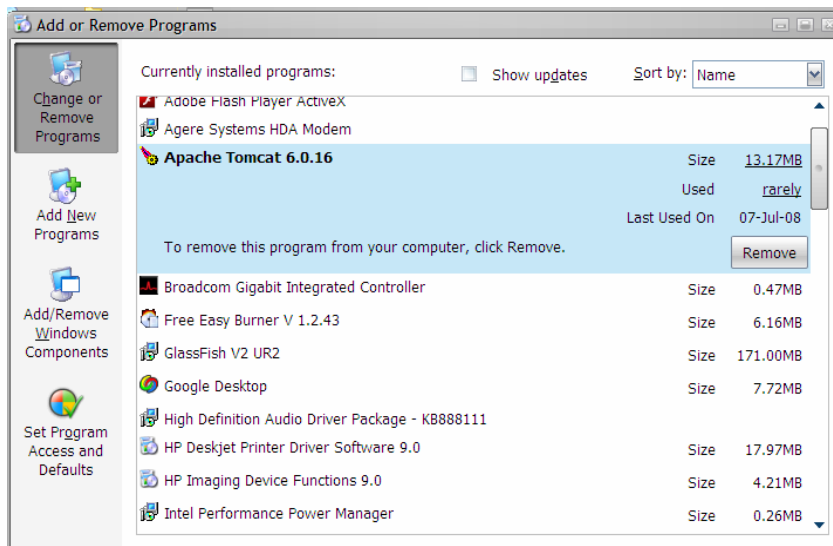 Add or Remove Programs
Change or
Remove
Programs
Add New
Programs
Add/Remove
Windows
Components
Set Program
Access and
Defaults
Currently installed programs:
Show updates
Sort by: Name
Adobe Flash Player ActiveX
Agere Systems HDA Modem
Apache Tomcat 6.0.16 Size 13.17MB
Used rarely
Last Used On 07-Jul-08
To remove this program from your computer, click Remove. Remove
Broadcom Gigabit Integrated Controller Size 0.47MB
Free Easy Burner V 1.2.43 Size 6.16MB
GlassFish V2 UR2 Size 171.00MB
Google Desktop Size 7.72MB
High Definition Audio Driver Package - KB888111
HP Deskjet Printer Driver Software 9.0 Size 17.97MB
HP Imaging Device Functions 9.0 Size 4.21MB
Intel Performance Power Manager Size 0.26MB